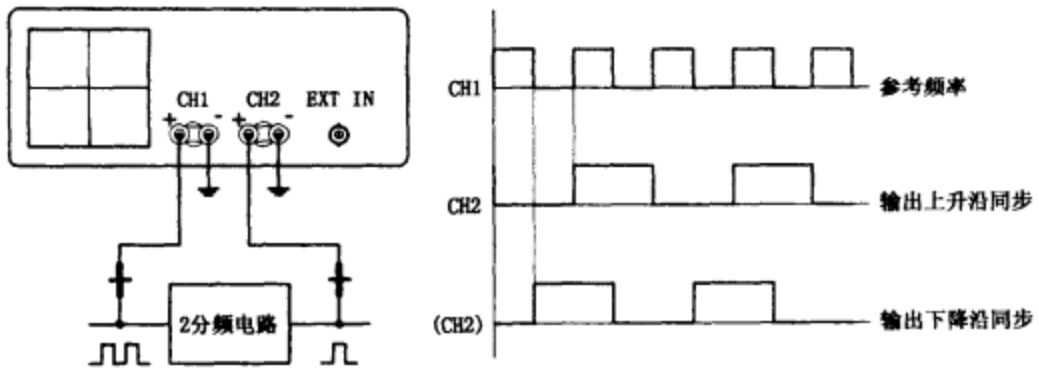 CH1 CH2 EXT IN
+ - + -
2分频电路
CH1 参考频率
CH2 输出上升沿同步
(CH2) 输出下降沿同步